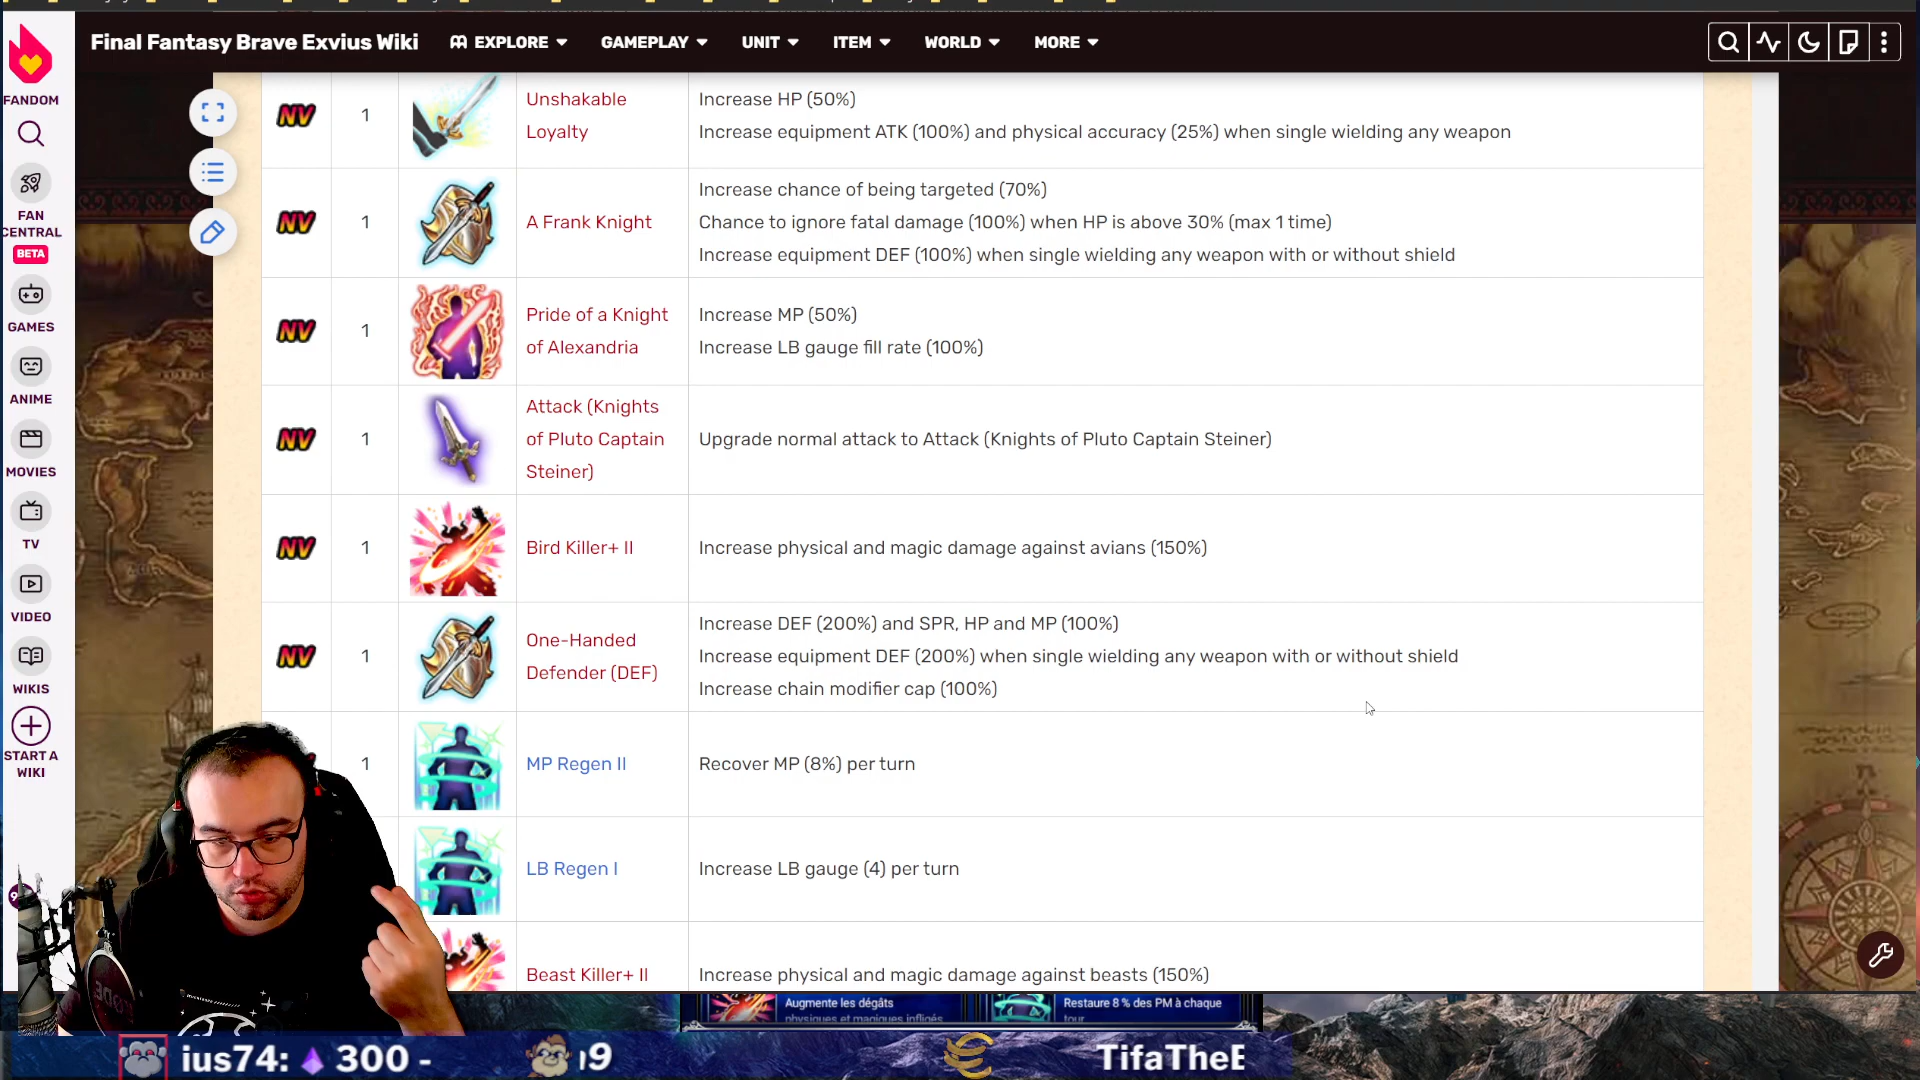 Final Fantasy Brave Exvius Wiki
EXPLORE
GAMEPLAY
UNIT
ITEM
WORLD
MORE
FANDOM
FAN CENTRAL
BETA
GAMES
ANIME
MOVIES
TV
VIDEO
WIKIS
START A WIKI
NV
1
Unshakable Loyalty
Increase HP (50%)
Increase equipment ATK (100%) and physical accuracy (25%) when single wielding any weapon
NV
1
A Frank Knight
Increase chance of being targeted (70%)
Chance to ignore fatal damage (100%) when HP is above 30% (max 1 time)
Increase equipment DEF (100%) when single wielding any weapon with or without shield
NV
1
Pride of a Knight of Alexandria
Increase MP (50%)
Increase LB gauge fill rate (100%)
NV
1
Attack (Knights of Pluto Captain Steiner)
Upgrade normal attack to Attack (Knights of Pluto Captain Steiner)
NV
1
Bird Killer+ II
Increase physical and magic damage against avians (150%)
NV
1
One-Handed Defender (DEF)
Increase DEF (200%) and SPR, HP and MP (100%)
Increase equipment DEF (200%) when single wielding any weapon with or without shield
Increase chain modifier cap (100%)
1
MP Regen II
Recover MP (8%) per turn
LB Regen I
Increase LB gauge (4) per turn
Beast Killer+ II
Increase physical and magic damage against beasts (150%)
Augmente les dégâts
physiques et magiques infligés
Restaure 8 % des PM à chaque
tour
ius74: 300 -
TifaTheE